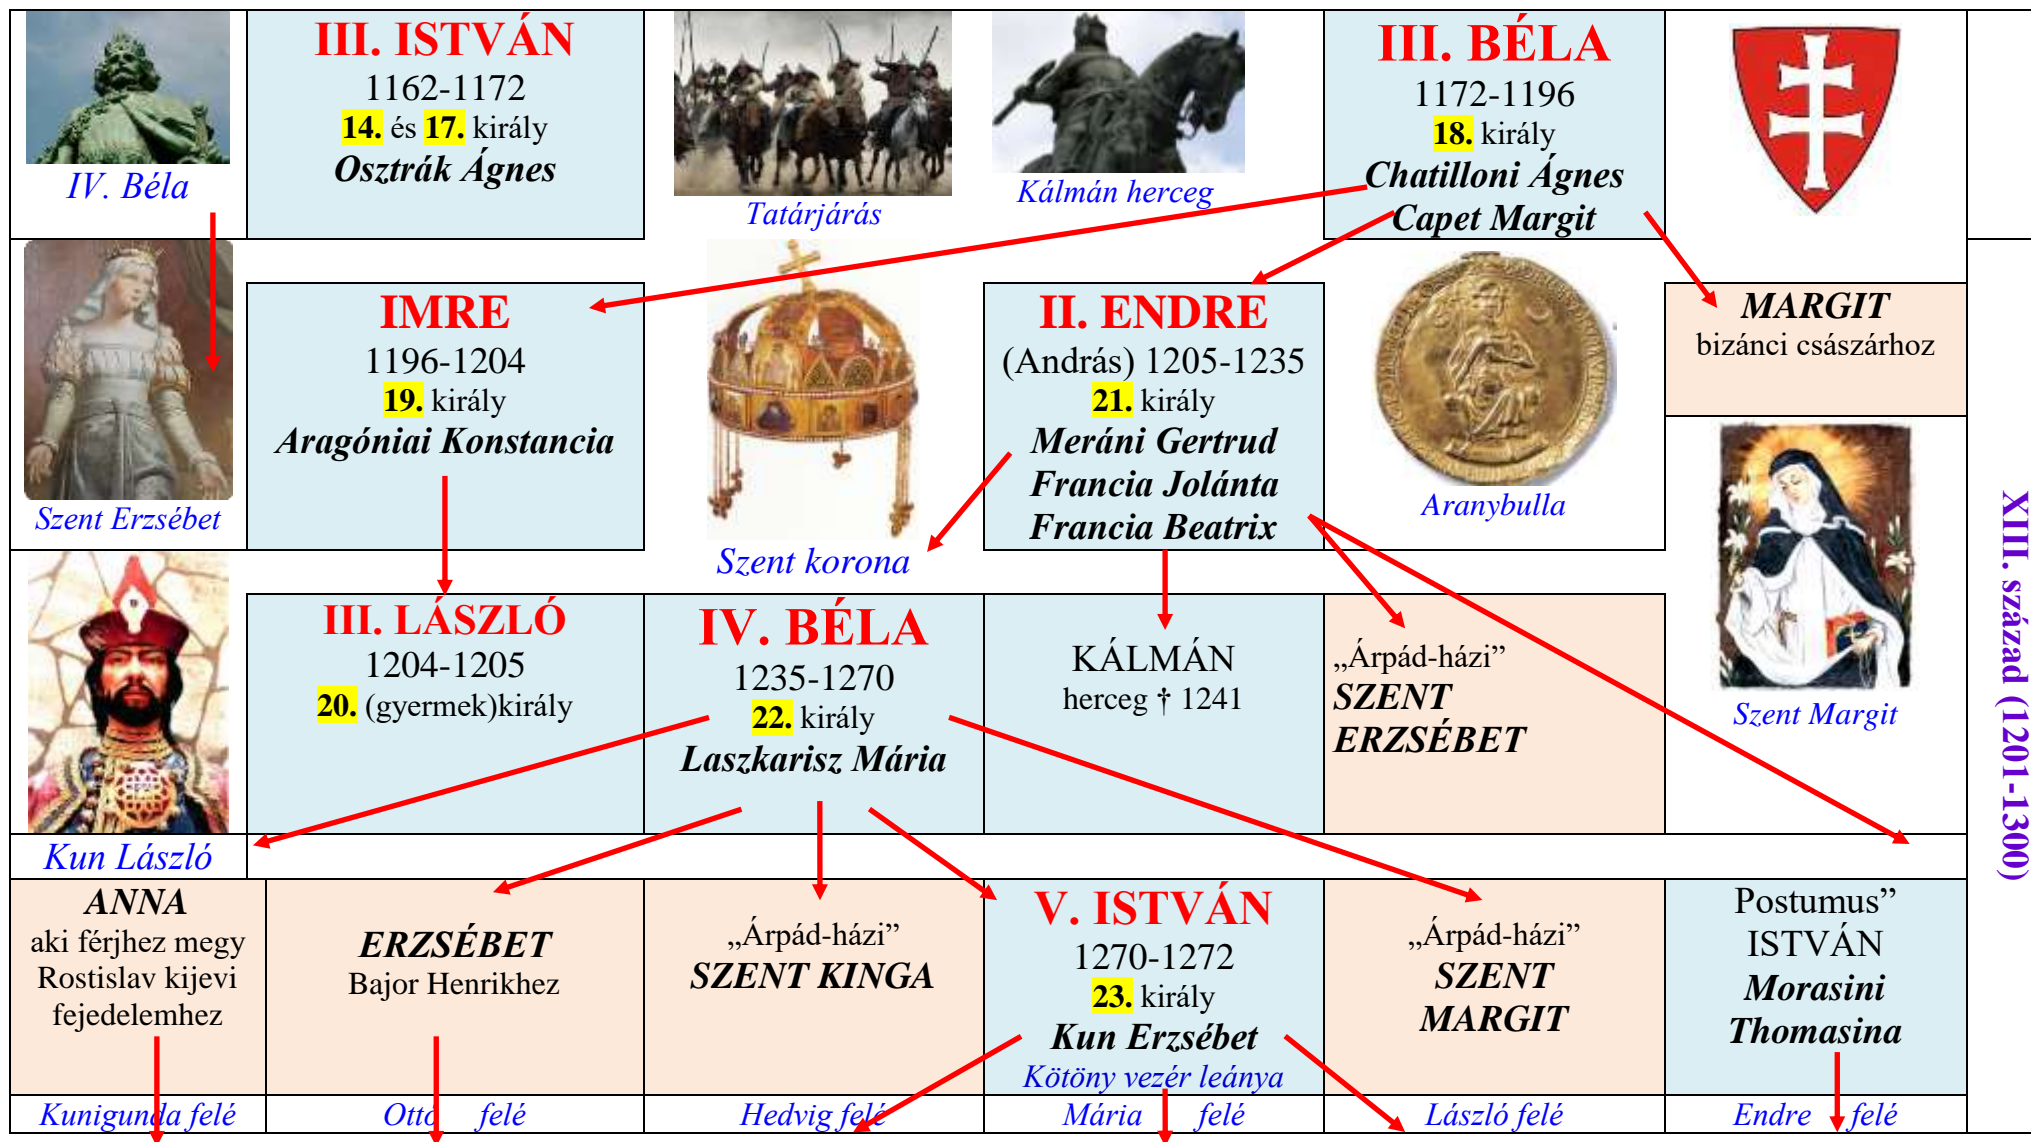 III. ISTVÁN
1162-1172
14. és 17. király
Osztrák Ágnes
III. BÉLA
1172-1196
18. király
Chatilloni Ágnes
Capet Margit
IV. Béla
Tatárjárás
Kálmán herceg
IMRE
1196-1204
19. király
Aragóniai Konstancia
II. ENDRE
(András) 1205-1235
21. király
Meráni Gertrud
Francia Jolánta
Francia Beatrix
MARGIT
bizánci császárhoz
Szent Erzsébet
Szent korona
Aranybulla
XIII. század (1201-1300)
III. LÁSZLÓ
1204-1205
20. (gyermek)király
IV. BÉLA
1235-1270
22. király
Laszkarisz Mária
KÁLMÁN
herceg † 1241
„Árpád-házi”
SZENT
ERZSÉBET
Szent Margit
Kun László
ANNA
aki férjhez megy
Rostislav kijevi
fejedelemhez
ERZSÉBET
Bajor Henrikhez
„Árpád-házi”
SZENT KINGA
V. ISTVÁN
1270-1272
23. király
Kun Erzsébet
Kötöny vezér leánya
„Árpád-házi”
SZENT
MARGIT
Postumus”
ISTVÁN
Morasini
Thomasina
Kunigunda felé
Ottó felé
Hedvig felé
Mária felé
László felé
Endre felé